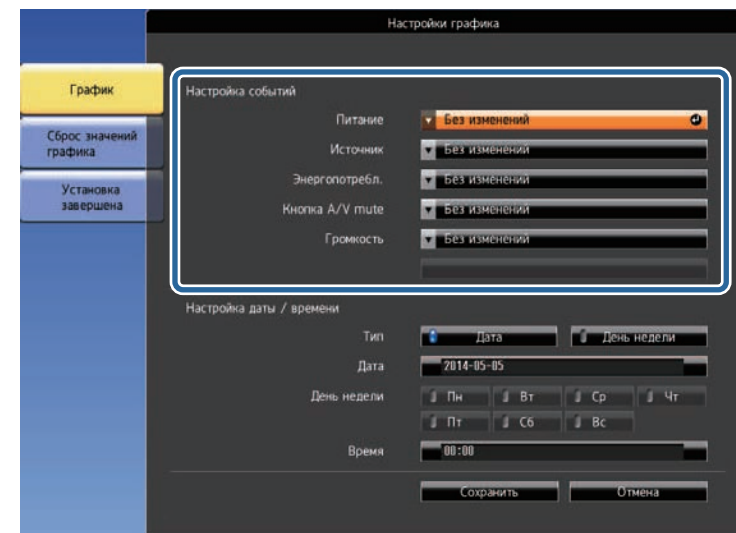 Настройки графика
График
Сброс значений
графика
Установка
завершена
Настройка событий
Питание Без изменений
Источник Без изменений
Энергопотребл. Без изменений
Кнопка A/V mute Без изменений
Громкость Без изменений
Настройка даты / времени
Тип Дата День недели
Дата 2014-05-05
День недели Пн Вт Ср Чт
Пт Сб Вс
Время 00:00
Сохранить Отмена